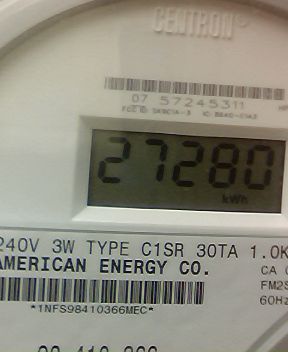 CENTRON®
07 57245311
27280
kWh
240V 3W TYPE C1SR 30TA 1.0K
AMERICAN ENERGY CO.
CA
FM2S
60Hz
*1NFS98410366MEC*